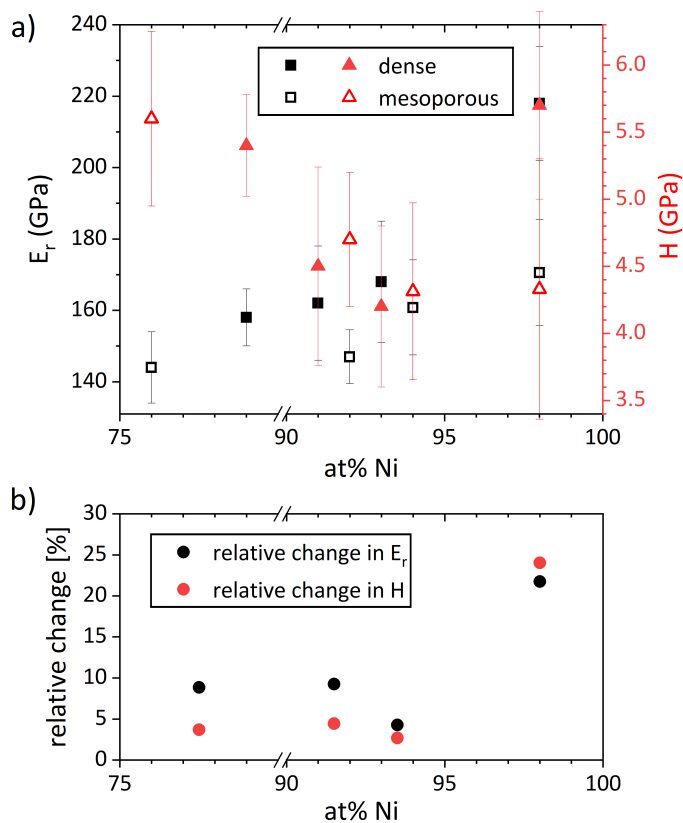 a)
240
220
200
180
160
140
E_r (GPa)
dense
mesoporous
6.0
5.5
5.0
4.5
4.0
3.5
H (GPa)
75 90 95 100
at% Ni
b)
30
25
20
15
10
5
0
relative change [%]
relative change in E_r
relative change in H
75 90 95 100
at% Ni